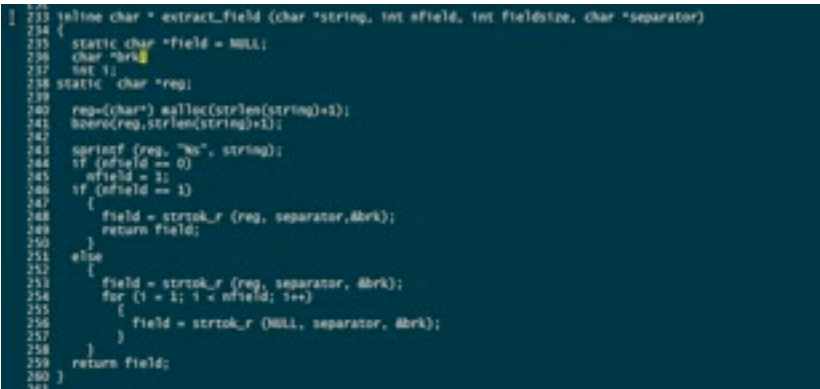 233 inline char * extract_field (char *string, int nfield, int fieldsize, char *separator)
234 {
235 static char *field = NULL;
236 char *brk;
237 int i;
238 static char *reg;
239
240 reg=(char*) malloc(strlen(string)+1);
241 bzero(reg,strlen(string)+1);
242
243 sprintf (reg, "%s", string);
244 if (nfield == 0)
245 nfield = 1;
246 if (nfield == 1)
247 {
248 field = strtok_r (reg, separator,&brk);
249 return field;
250 }
251 else
252 {
253 field = strtok_r (reg, separator, &brk);
254 for (i = 1; i < nfield; i++)
255 {
256 field = strtok_r (NULL, separator, &brk);
257 }
258 }
259 return field;
260 }